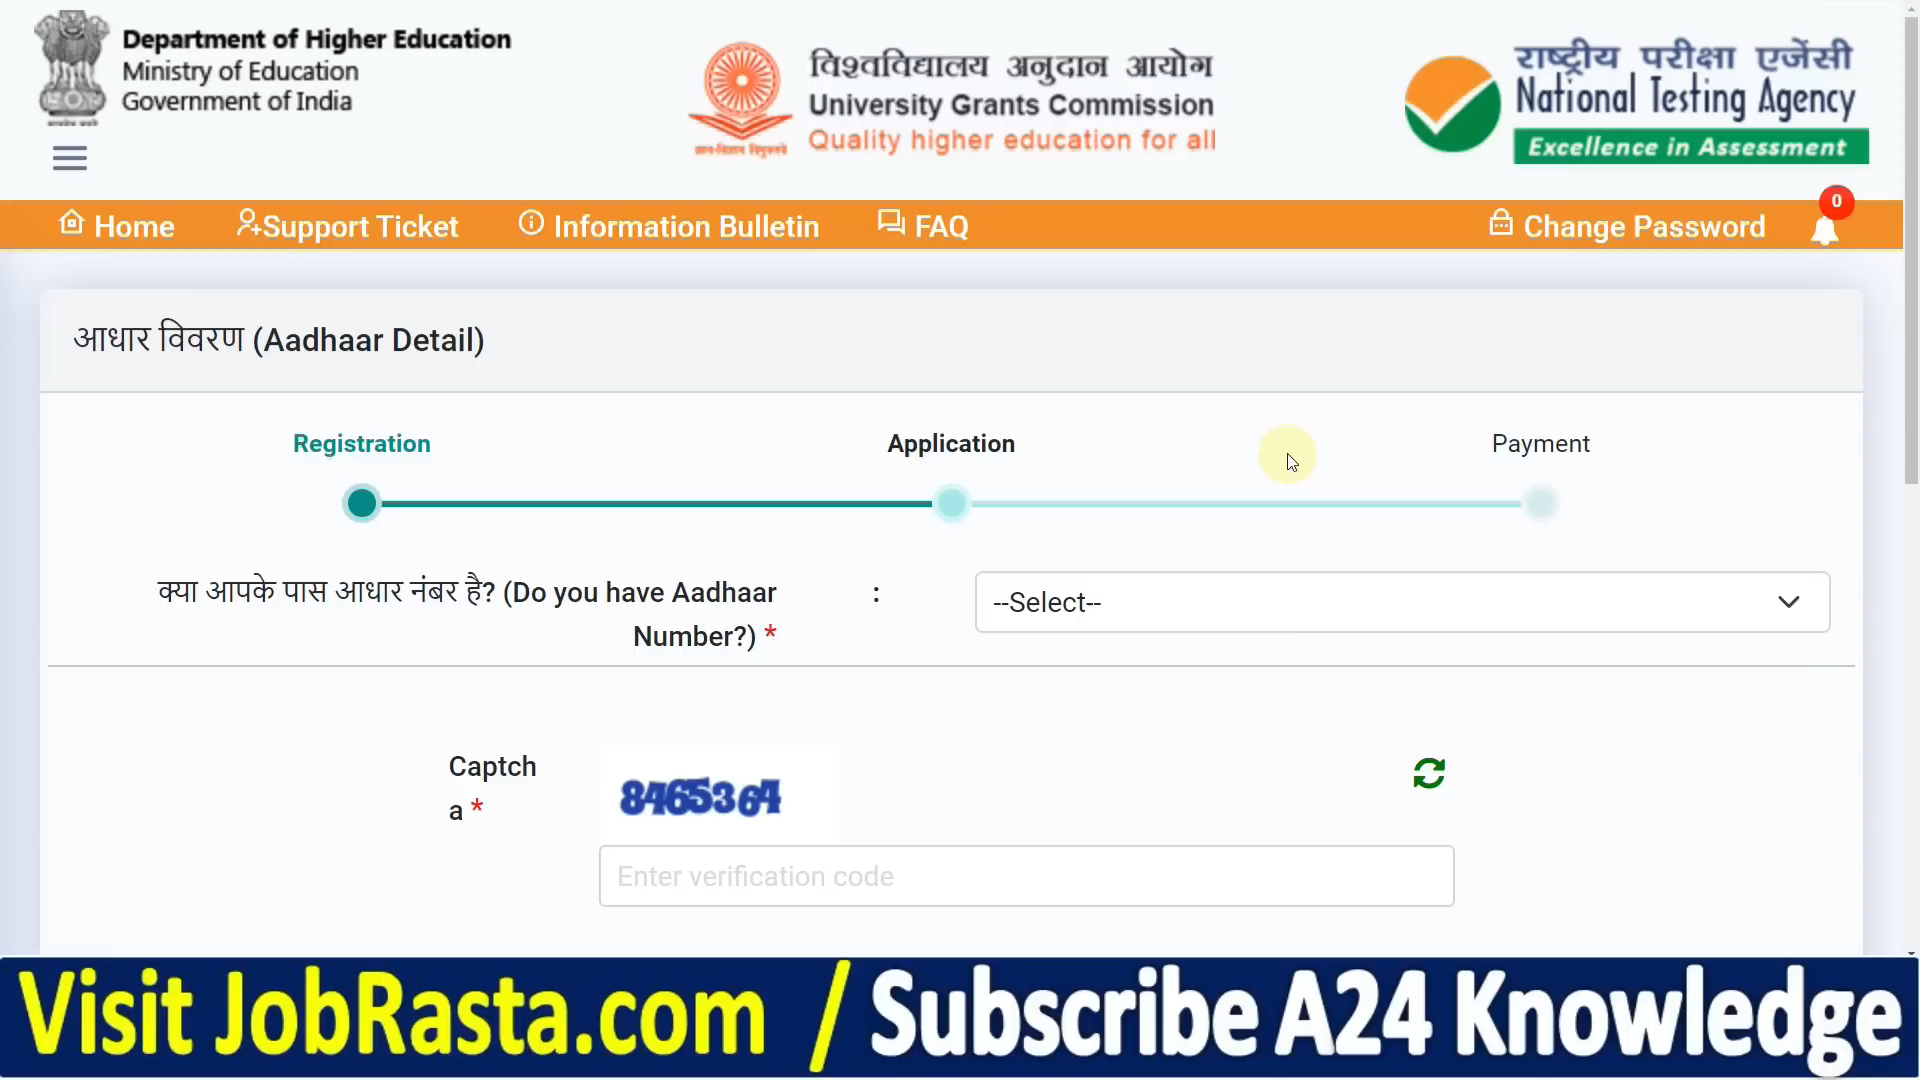 Department of Higher Education
Ministry of Education
Government of India
विश्वविद्यालय अनुदान आयोग
University Grants Commission
Quality higher education for all
ज्ञान-विज्ञान विमुक्तये
राष्ट्रीय परीक्षा एजेंसी
National Testing Agency
Excellence in Assessment
Home
Support Ticket
Information Bulletin
FAQ
Change Password
0
आधार विवरण (Aadhaar Detail)
Registration
Application
Payment
क्या आपके पास आधार नंबर है? (Do you have Aadhaar
Number?) *
:
--Select--
Captch
a *
8465364
Enter verification code
Visit JobRasta.com / Subscribe A24 Knowledge